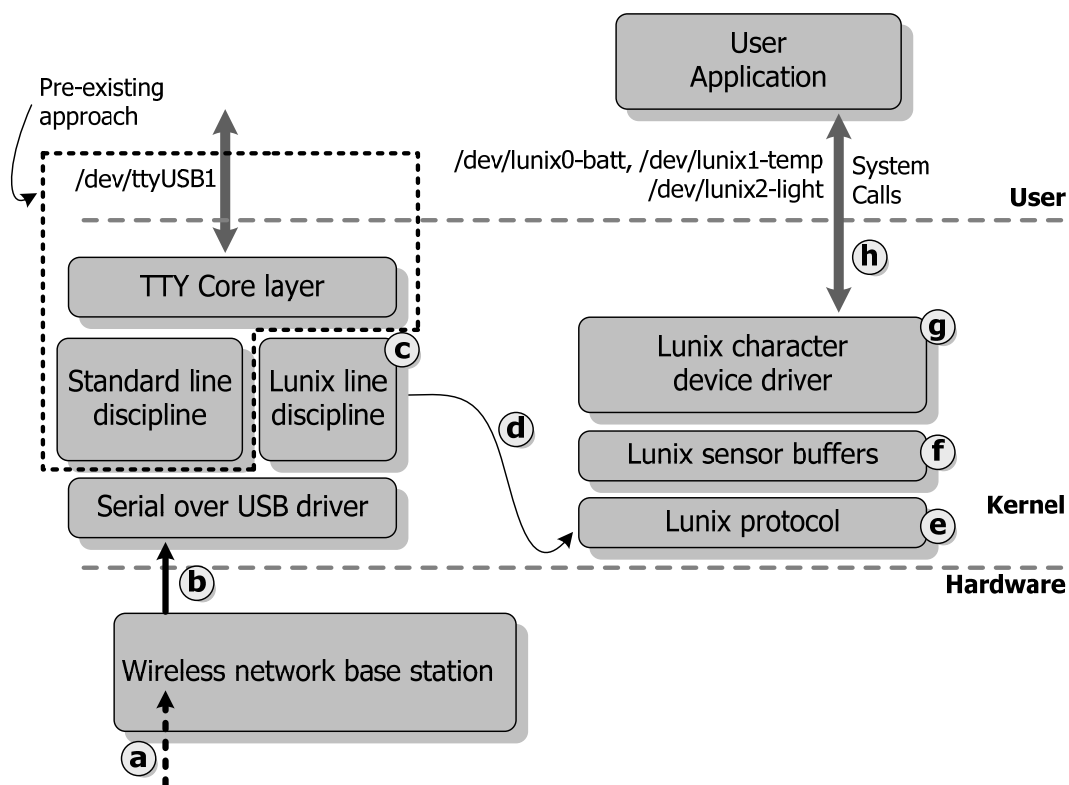 User
Application
Pre-existing
approach
/dev/ttyUSB1
/dev/lunix0-batt, /dev/lunix1-temp
/dev/lunix2-light
System
Calls
User
h
TTY Core layer
g
Lunix character
device driver
c
Standard line
discipline
Lunix line
discipline
d
Lunix sensor buffers
f
Serial over USB driver
Lunix protocol
e
Kernel
b
Hardware
Wireless network base station
a